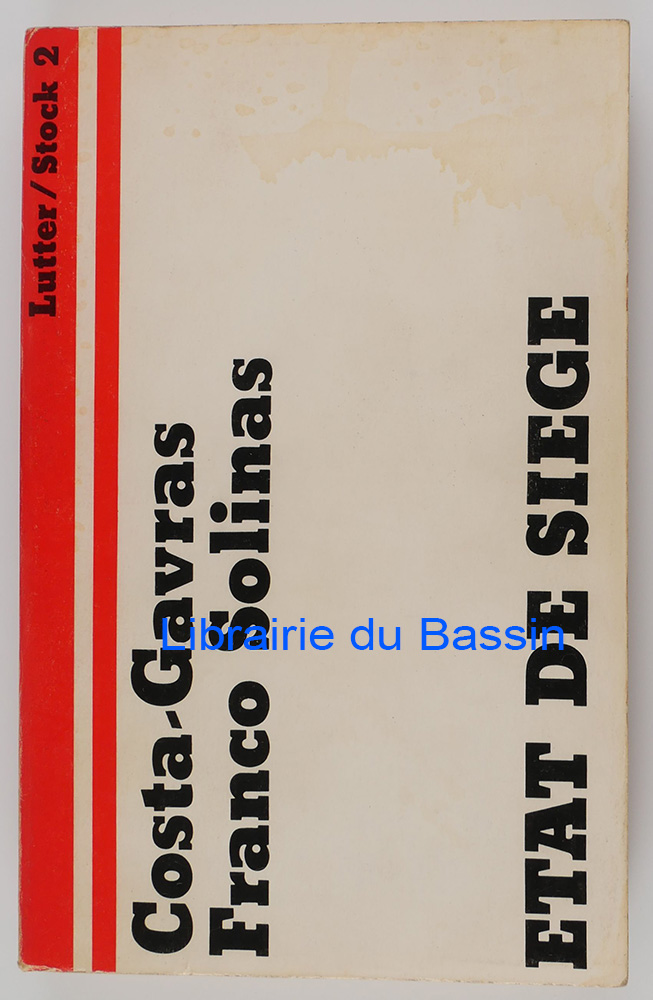 Lutter/Stock 2
Costa-Gavras
Franco Solinas
ETAT DE SIEGE
Librairie du Bassin